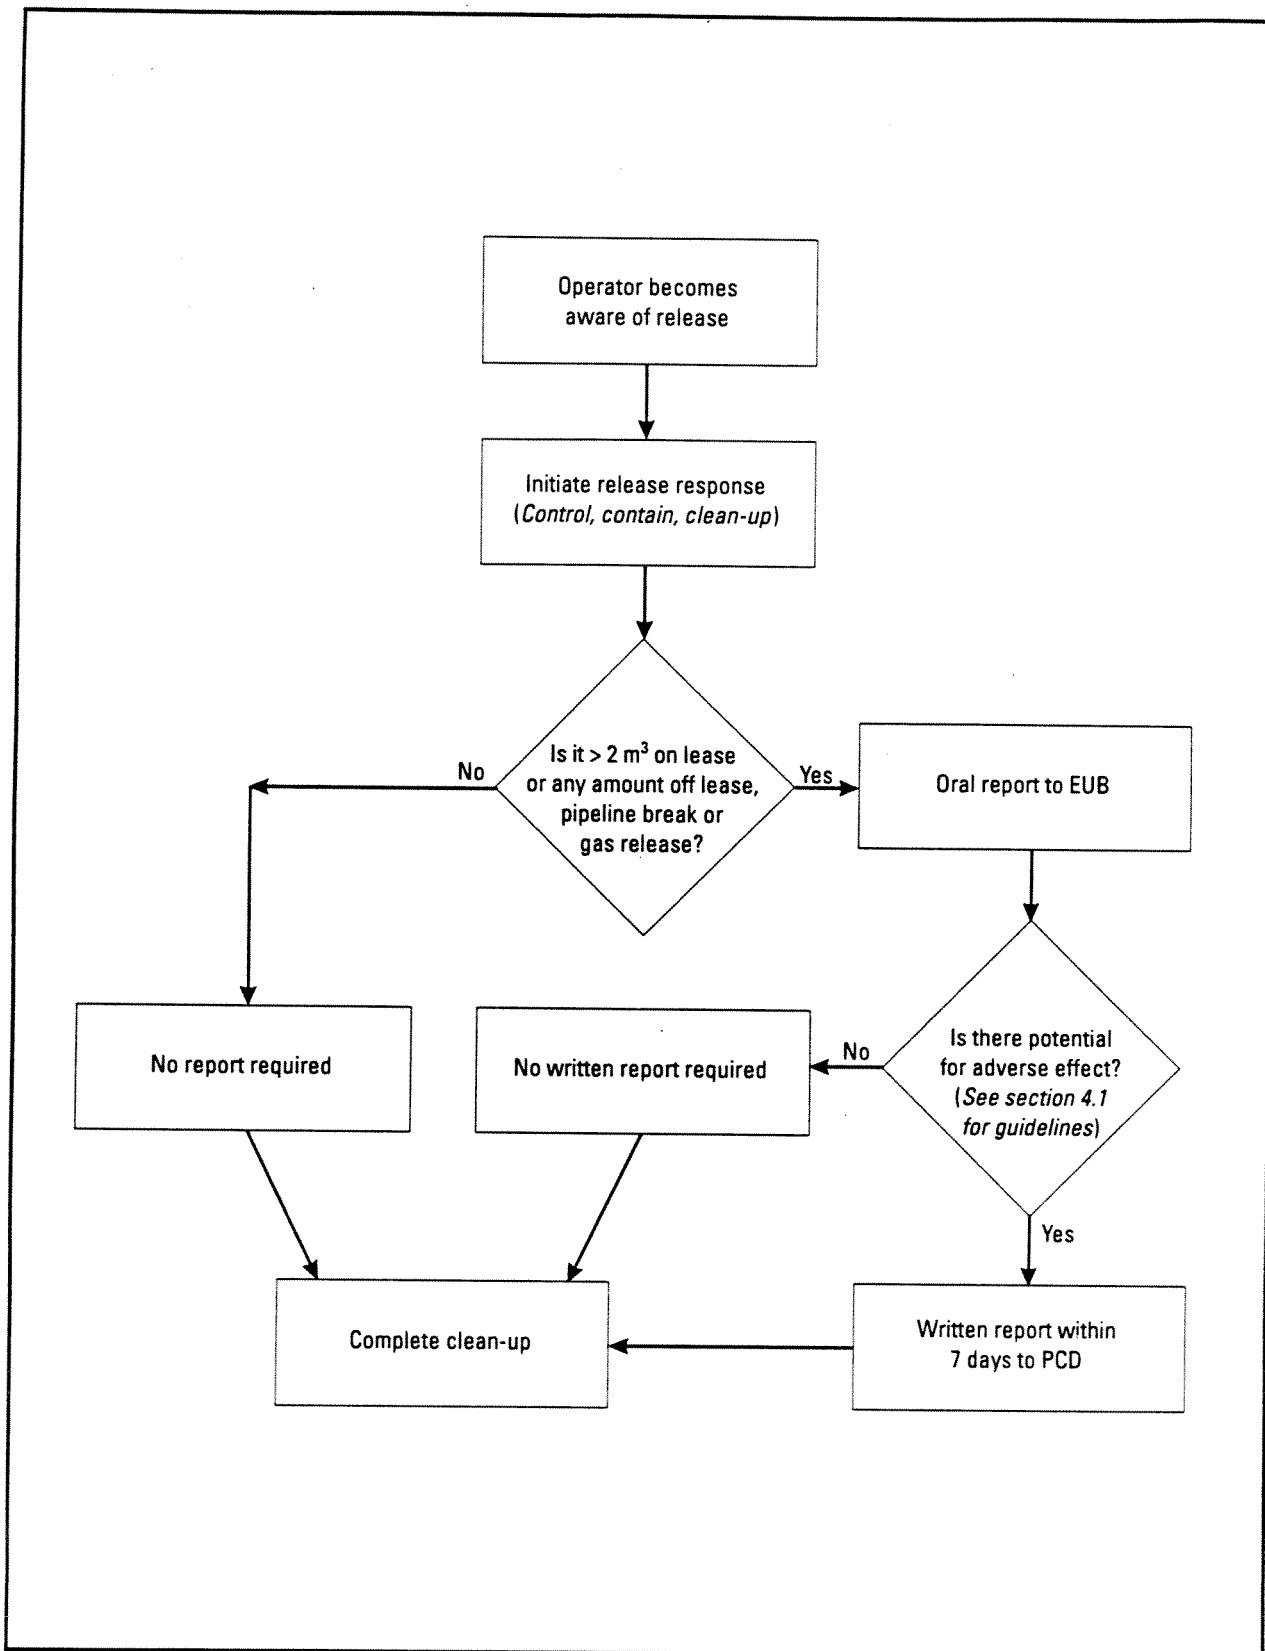 Operator becomes
aware of release
Initiate release response
(Control, contain, clean-up)
Is it > 2 m³ on lease
or any amount off lease,
pipeline break or
gas release?
No
Yes
Oral report to EUB
No report required
No written report required
No
Is there potential
for adverse effect?
(See section 4.1
for guidelines)
Yes
Complete clean-up
Written report within
7 days to PCD